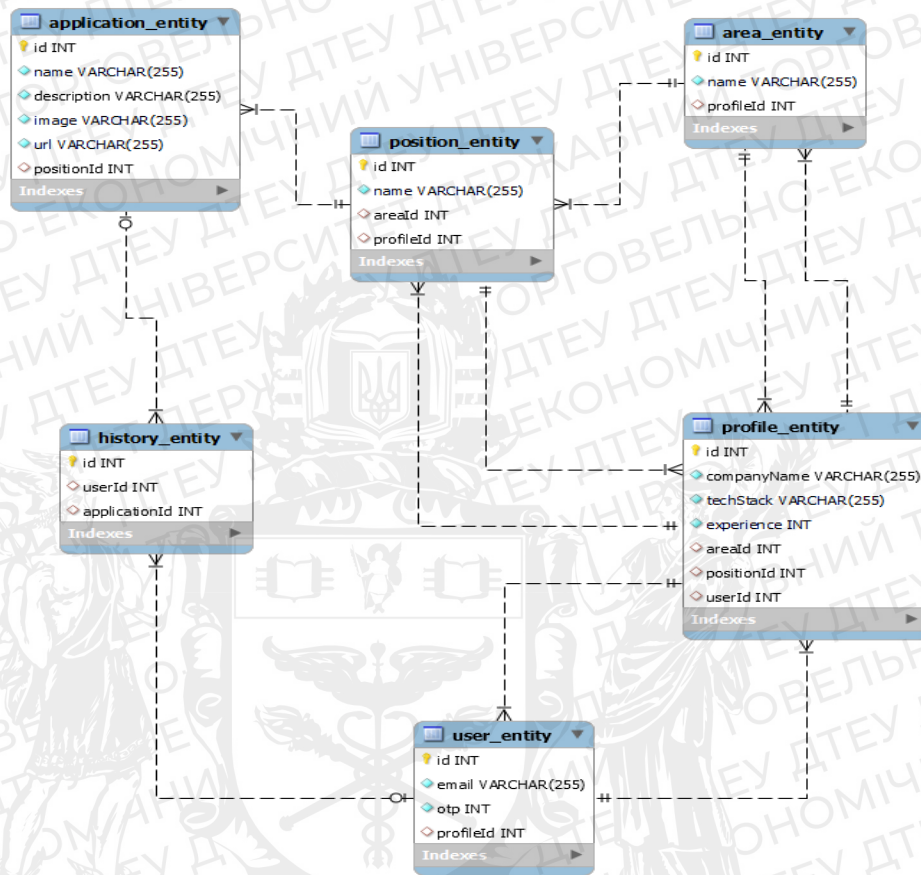 application_entity
id INT
name VARCHAR(255)
description VARCHAR(255)
image VARCHAR(255)
url VARCHAR(255)
positionId INT
Indexes
area_entity
id INT
name VARCHAR(255)
profileId INT
Indexes
position_entity
id INT
name VARCHAR(255)
areaId INT
profileId INT
Indexes
history_entity
id INT
userId INT
applicationId INT
Indexes
profile_entity
id INT
companyName VARCHAR(255)
techStack VARCHAR(255)
experience INT
areaId INT
positionId INT
userId INT
Indexes
user_entity
id INT
email VARCHAR(255)
otp INT
profileId INT
Indexes